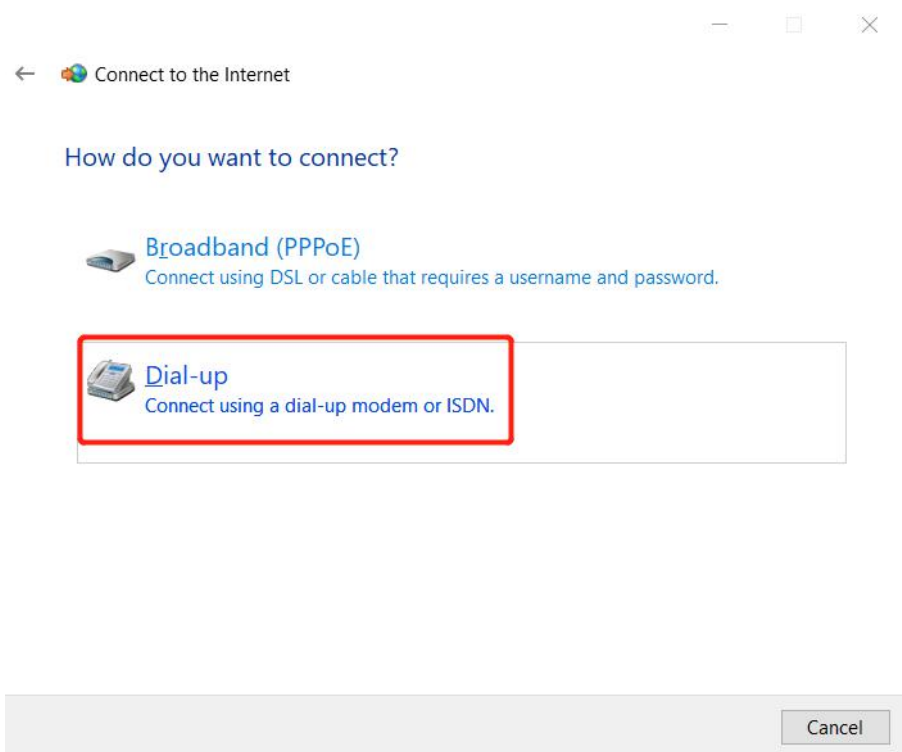 Connect to the Internet
How do you want to connect?
Broadband (PPPoE)
Connect using DSL or cable that requires a username and password.
Dial-up
Connect using a dial-up modem or ISDN.
Cancel